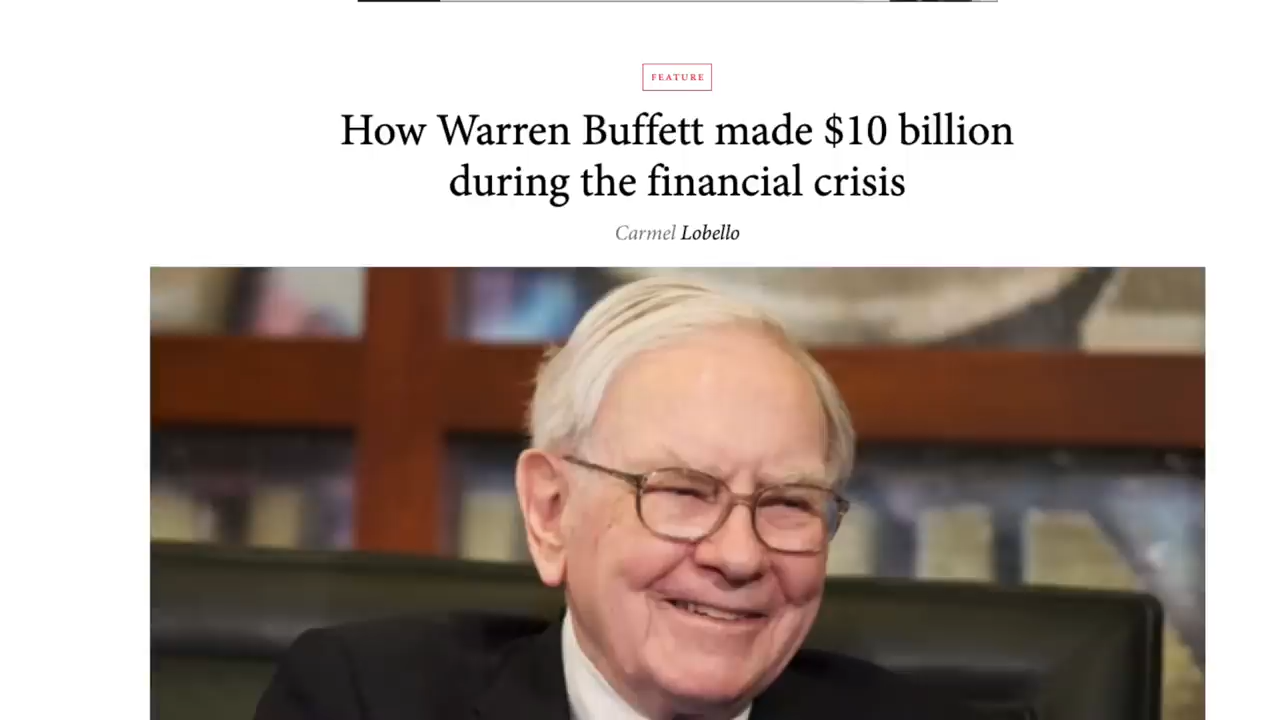 FEATURE
How Warren Buffett made $10 billion
during the financial crisis
Carmel Lobello